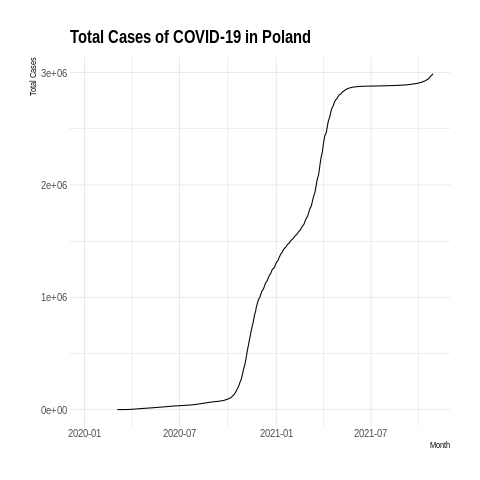 Total Cases of COVID-19 in Poland
Total Cases
3e+06
2e+06
1e+06
0e+00
2020-01 2020-07 2021-01 2021-07
Month